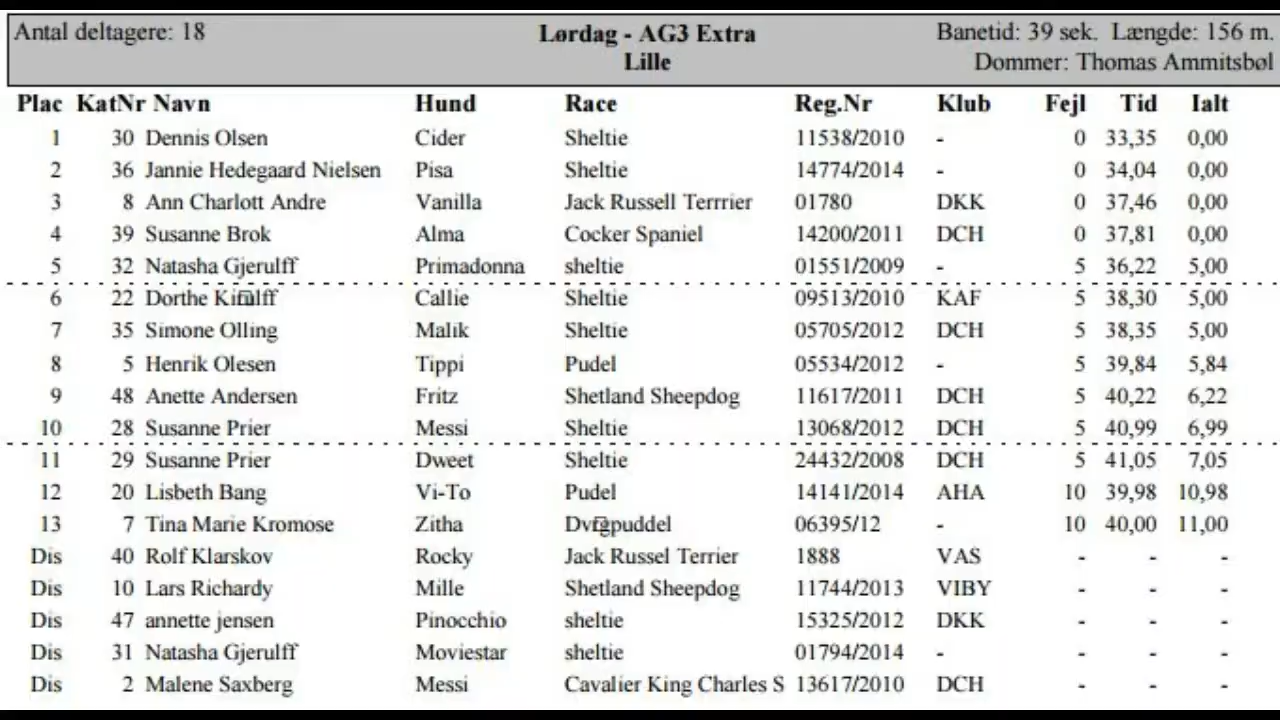 Antal deltagere: 18 Lørdag - AG3 Extra Banetid: 39 sek. Længde: 156 m.
Lille Dommer: Thomas Ammitsbøl
Plac KatNr Navn Hund Race Reg.Nr Klub Fejl Tid Ialt
1 30 Dennis Olsen Cider Sheltie 11538/2010 - 0 33,35 0,00
2 36 Jannie Hedegaard Nielsen Pisa Sheltie 14774/2014 - 0 34,04 0,00
3 8 Ann Charlott Andre Vanilla Jack Russell Terrrier 01780 DKK 0 37,46 0,00
4 39 Susanne Brok Alma Cocker Spaniel 14200/2011 DCH 0 37,81 0,00
5 32 Natasha Gjerulff Primadonna sheltie 01551/2009 - 5 36,22 5,00
6 22 Dorthe Callie Sheltie 09513/2010 KAF 5 38,30 5,00
7 35 Simone Olling Malik Sheltie 05705/2012 DCH 5 38,35 5,00
8 5 Henrik Olesen Tippi Pudel 05534/2012 - 5 39,84 5,84
9 48 Anette Andersen Fritz Shetland Sheepdog 11617/2011 DCH 5 40,22 6,22
10 28 Susanne Prier Messi Sheltie 13068/2012 DCH 5 40,99 6,99
11 29 Susanne Prier Dweet Sheltie 24432/2008 DCH 5 41,05 7,05
12 20 Lisbeth Bang Vi-To Pudel 14141/2014 AHA 10 39,98 10,98
13 7 Tina Marie Kromose Zitha 06395/12 - 10 40,00 11,00
Dis 40 Rolf Klarskov Rocky Jack Russel Terrier 1888 VAS - - -
Dis 10 Lars Richardy Mille Shetland Sheepdog 11744/2013 VIBY - - -
Dis 47 annette jensen Pinocchio sheltie 15325/2012 DKK - - -
Dis 31 Natasha Gjerulff Moviestar sheltie 01794/2014 - - - -
Dis 2 Malene Saxberg Messi Cavalier King Charles S 13617/2010 DCH - - -